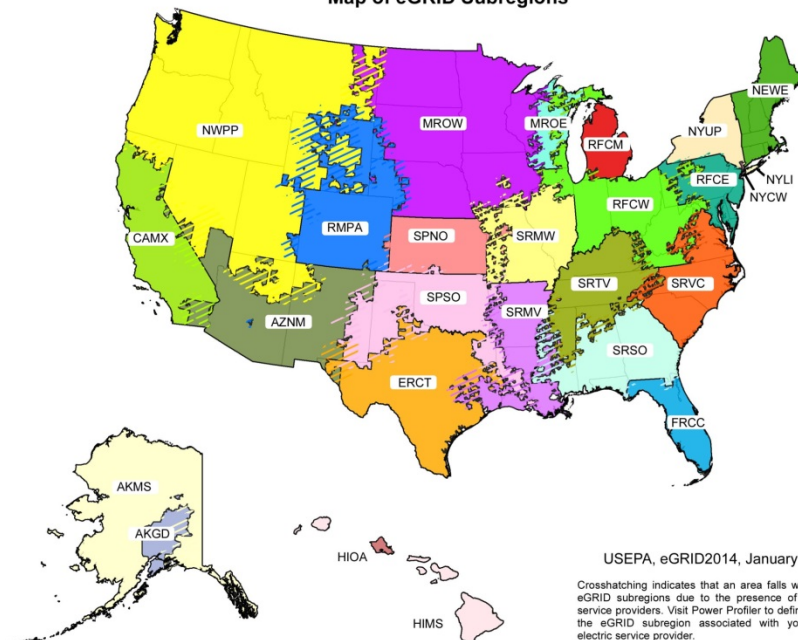 Map of eGRID Subregions
NEWE
NWPP
MROW
MROE
NYUP
RFCM
RFCE
NYLI
NYCW
RFCW
CAMX
RMPA
SPNO
SRMW
SRTV
SRVC
SPSO
SRMV
AZNM
SRSO
ERCT
FRCC
AKMS
AKGD
HIOA
HIMS
USEPA, eGRID2014, January
Crosshatching indicates that an area falls w
eGRID subregions due to the presence of
service providers. Visit Power Profiler to defin
the eGRID subregion associated with yo
electric service provider.